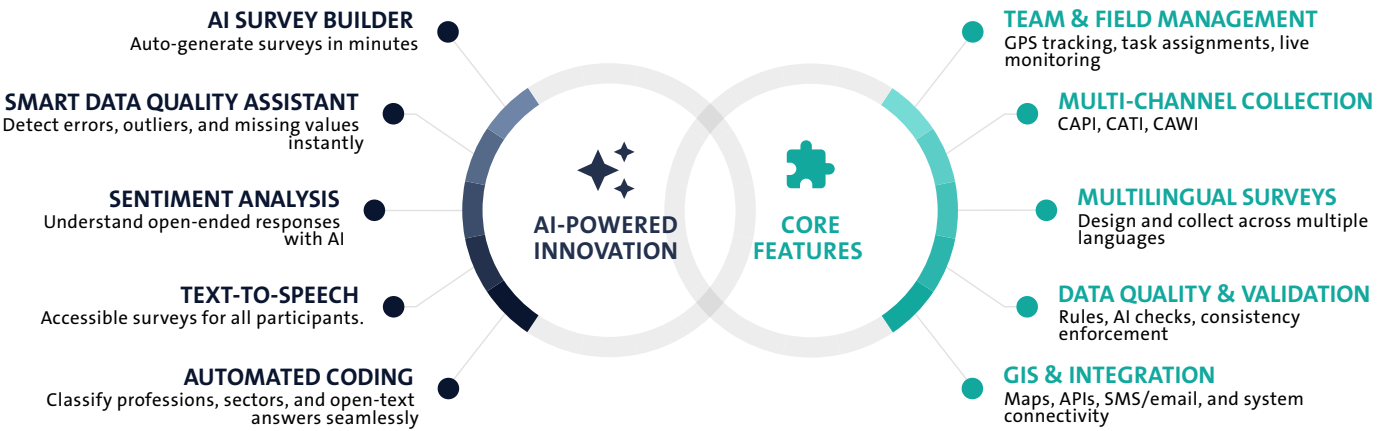 AI SURVEY BUILDER
Auto-generate surveys in minutes
SMART DATA QUALITY ASSISTANT
Detect errors, outliers, and missing values
instantly
SENTIMENT ANALYSIS
Understand open-ended responses
with AI
TEXT-TO-SPEECH
Accessible surveys for all participants.
AUTOMATED CODING
Classify professions, sectors, and open-text
answers seamlessly
AI-POWERED
INNOVATION
CORE
FEATURES
TEAM & FIELD MANAGEMENT
GPS tracking, task assignments, live
monitoring
MULTI-CHANNEL COLLECTION
CAPI, CATI, CAWI
MULTILINGUAL SURVEYS
Design and collect across multiple
languages
DATA QUALITY & VALIDATION
Rules, AI checks, consistency
enforcement
GIS & INTEGRATION
Maps, APIs, SMS/email, and system
connectivity